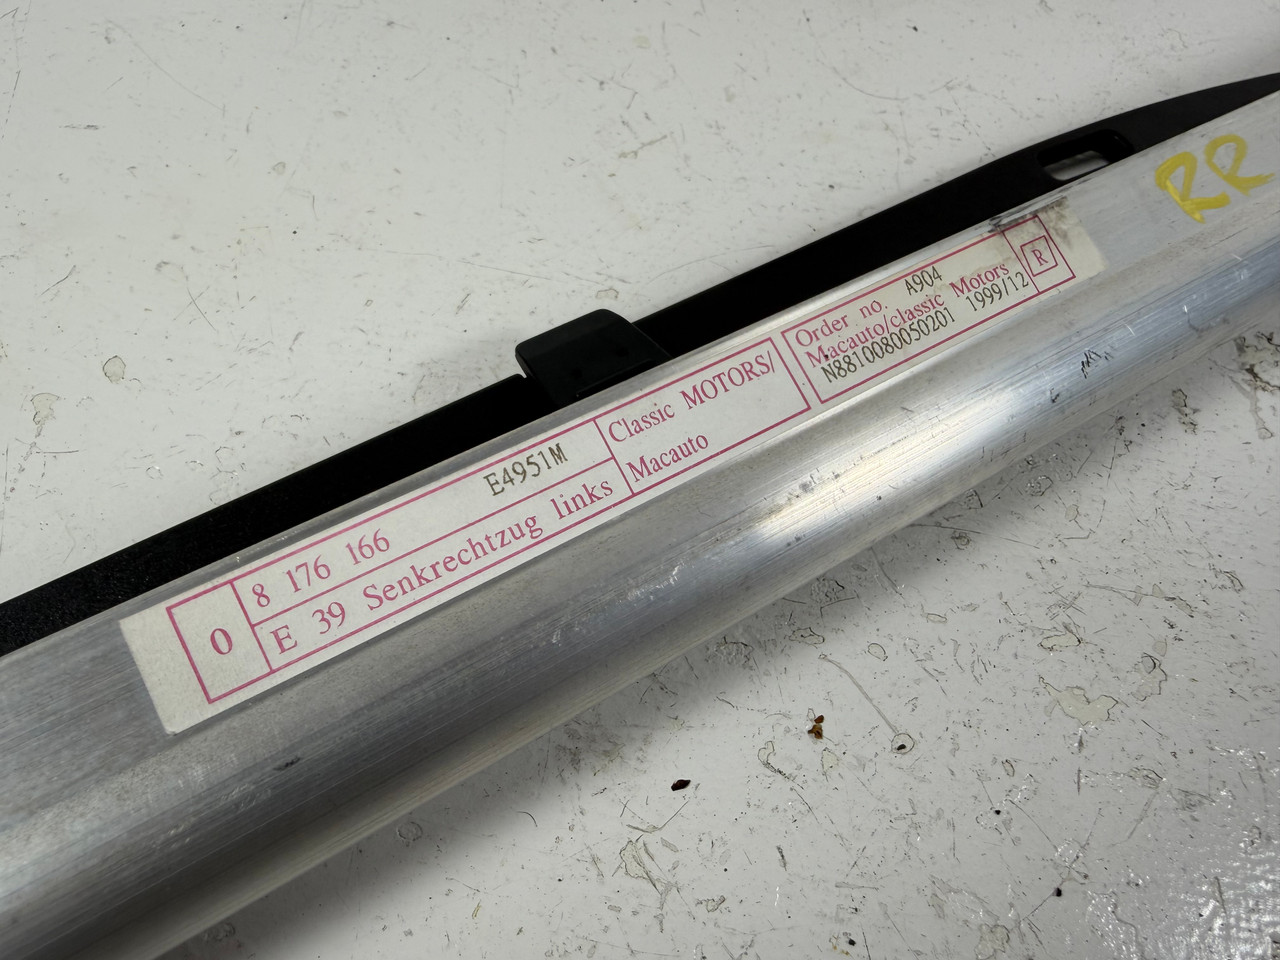 0
8 176 166 E4951M
E 39 Senkrechtzug links
Classic MOTORS/
Macauto
Order no. A904
Macauto/classic Motors
N8810080050201 1999/12
R
RR